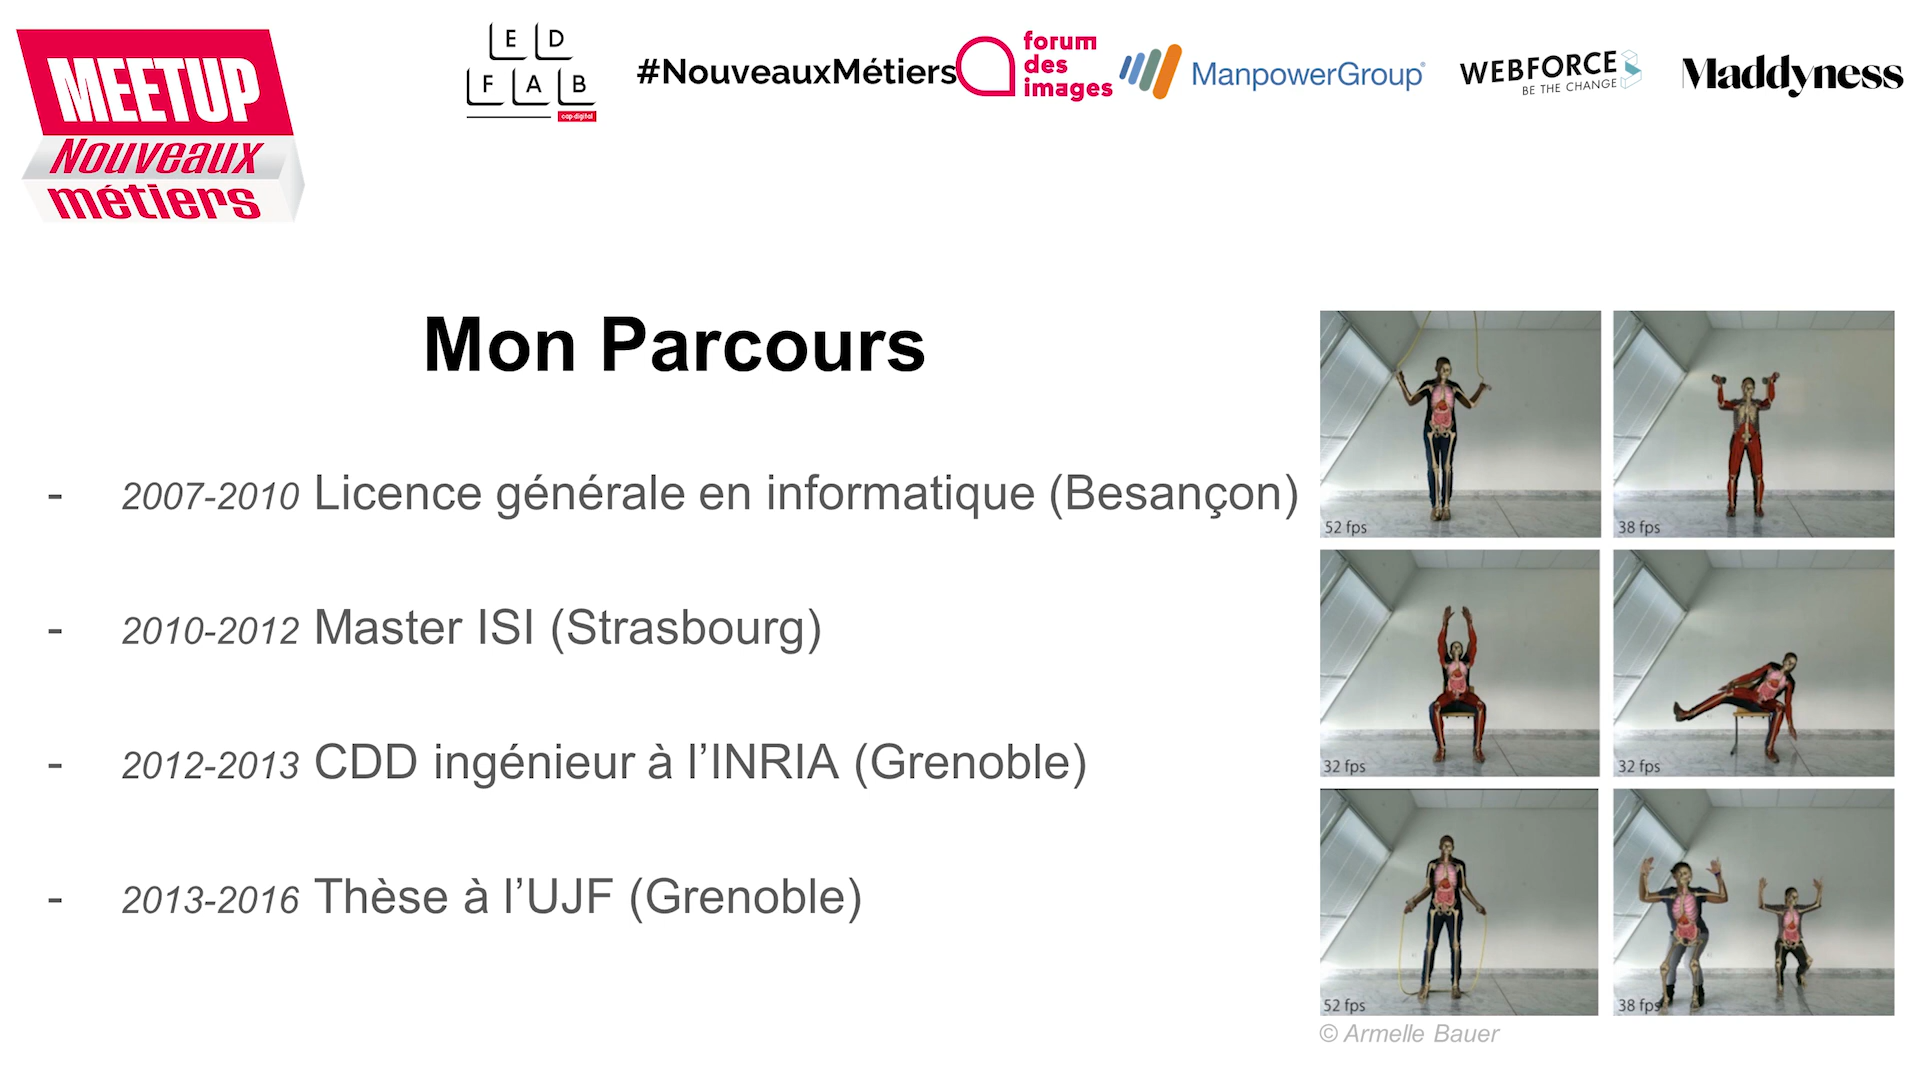 MEETUP
Nouveaux
métiers
E D
F A B
cap digital
#NouveauxMétiers
forum
des
images
ManpowerGroup®
WEBFORCE
BE THE CHANGE
Maddyness
Mon Parcours
- 2007-2010 Licence générale en informatique (Besançon)
- 2010-2012 Master ISI (Strasbourg)
- 2012-2013 CDD ingénieur à l’INRIA (Grenoble)
- 2013-2016 Thèse à l’UJF (Grenoble)
52 fps
38 fps
32 fps
32 fps
52 fps
38 fps
© Armelle Bauer